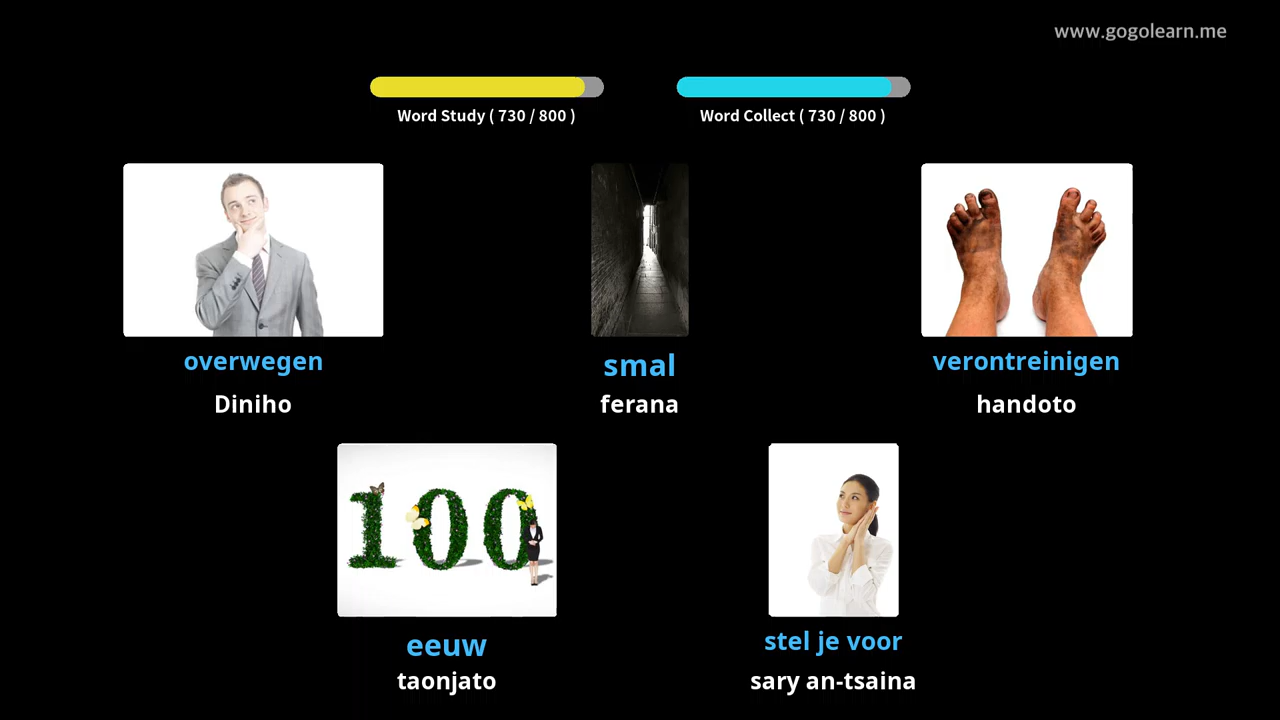 www.gogolearn.me
Word Study ( 730 / 800 )
Word Collect ( 730 / 800 )
overwegen
Diniho
smal
ferana
verontreinigen
handoto
100
eeuw
taonjato
stel je voor
sary an-tsaina